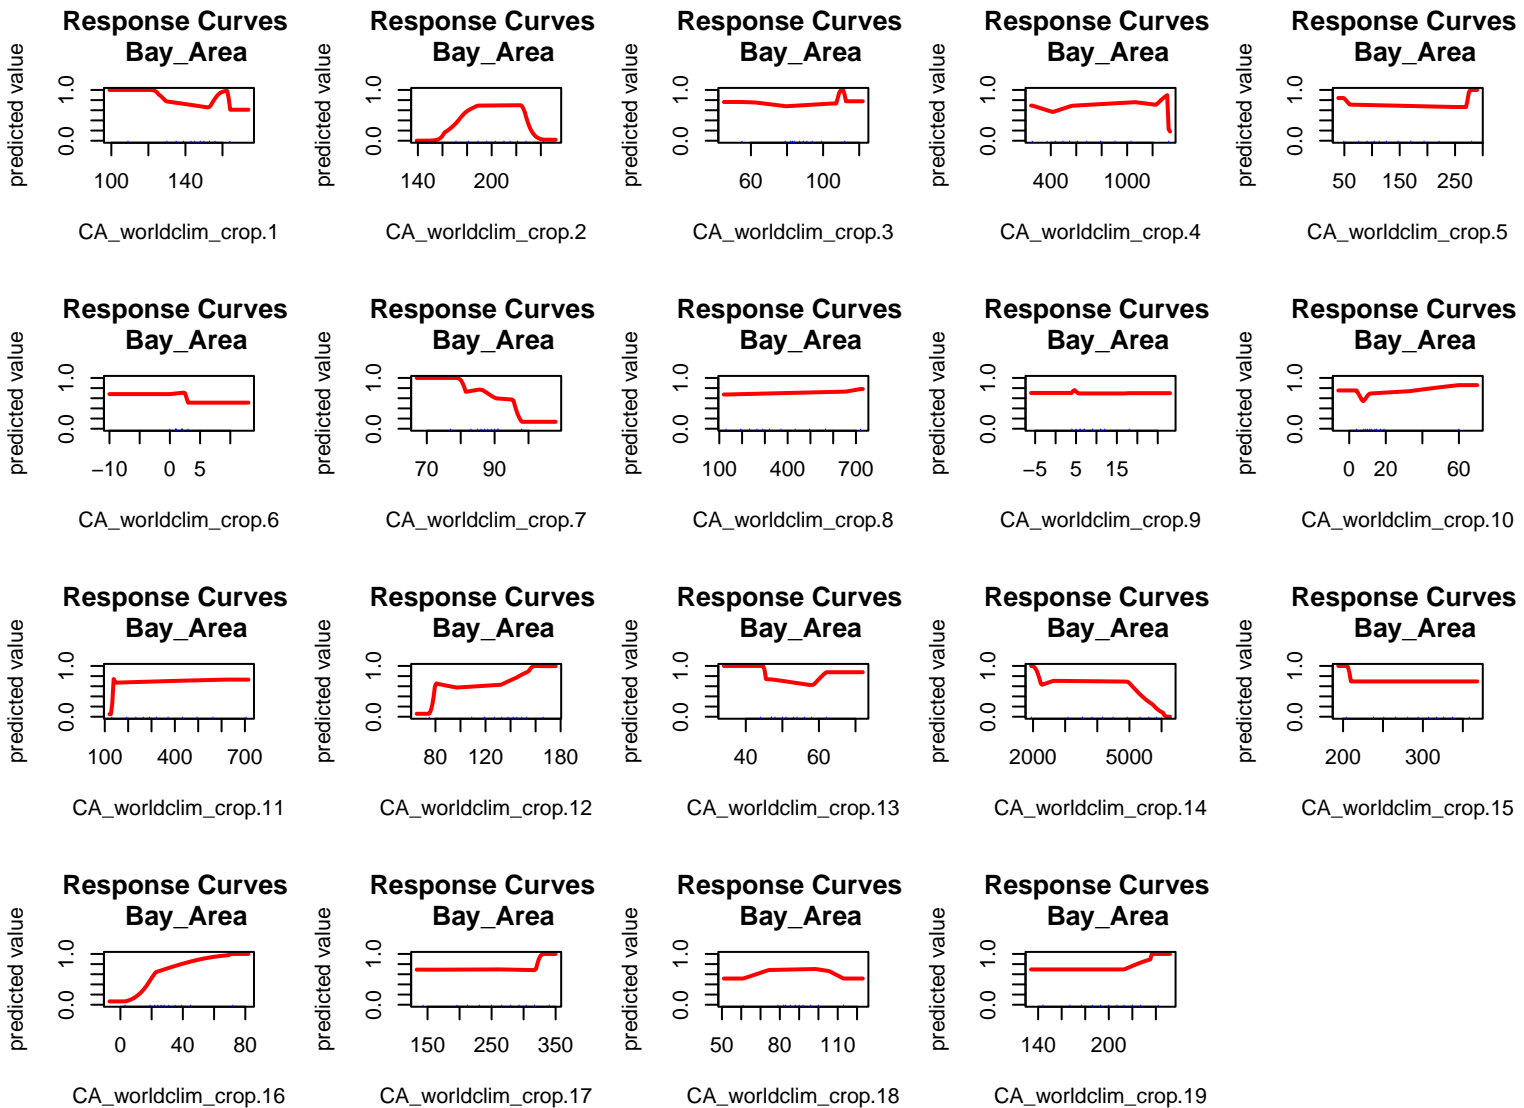 Response Curves
Bay_Area
predicted value
0.0 1.0
100 140
CA_worldclim_crop.1
Response Curves
Bay_Area
predicted value
0.0 1.0
140 200
CA_worldclim_crop.2
Response Curves
Bay_Area
predicted value
0.0 1.0
60 100
CA_worldclim_crop.3
Response Curves
Bay_Area
predicted value
0.0 1.0
400 1000
CA_worldclim_crop.4
Response Curves
Bay_Area
predicted value
0.0 1.0
50 150 250
CA_worldclim_crop.5
Response Curves
Bay_Area
predicted value
0.0 1.0
−10 0 5
CA_worldclim_crop.6
Response Curves
Bay_Area
predicted value
0.0 1.0
70 90
CA_worldclim_crop.7
Response Curves
Bay_Area
predicted value
0.0 1.0
100 400 700
CA_worldclim_crop.8
Response Curves
Bay_Area
predicted value
0.0 1.0
−5 5 15
CA_worldclim_crop.9
Response Curves
Bay_Area
predicted value
0.0 1.0
0 20 60
CA_worldclim_crop.10
Response Curves
Bay_Area
predicted value
0.0 1.0
100 400 700
CA_worldclim_crop.11
Response Curves
Bay_Area
predicted value
0.0 1.0
80 120 180
CA_worldclim_crop.12
Response Curves
Bay_Area
predicted value
0.0 1.0
40 60
CA_worldclim_crop.13
Response Curves
Bay_Area
predicted value
0.0 1.0
2000 5000
CA_worldclim_crop.14
Response Curves
Bay_Area
predicted value
0.0 1.0
200 300
CA_worldclim_crop.15
Response Curves
Bay_Area
predicted value
0.0 1.0
0 40 80
CA_worldclim_crop.16
Response Curves
Bay_Area
predicted value
0.0 1.0
150 250 350
CA_worldclim_crop.17
Response Curves
Bay_Area
predicted value
0.0 1.0
50 80 110
CA_worldclim_crop.18
Response Curves
Bay_Area
predicted value
0.0 1.0
140 200
CA_worldclim_crop.19